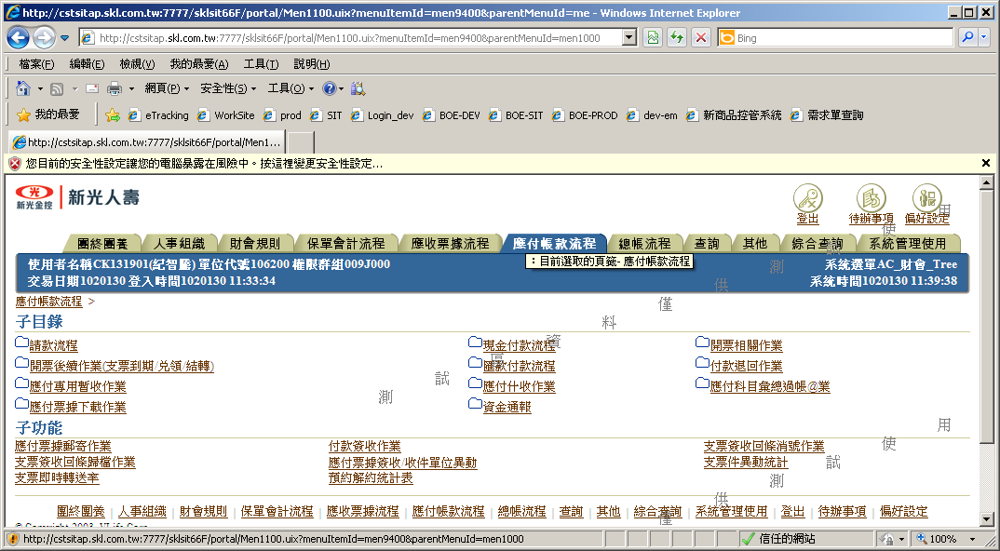 http://cstsitap.skl.com.tw:7777/sklsit66F/portal/Men1100.uix?menuItemId=men9400&parentMenuId=me - Windows Internet Explorer
http://cstsitap.skl.com.tw:7777/sklsit66F/portal/Men1100.uix?menuItemId=men9400&parentMenuId=men1000 Bing
檔案(F) 編輯(E) 檢視(V) 我的最愛(A) 工具(T) 說明(H)
網頁(P) 安全性(S) 工具(O)
我的最愛 eTracking WorkSite prod SIT Login_dev BOE-DEV BOE-SIT BOE-PROD dev-em 新商品控管系統 需求單查詢
http://cstsitap.skl.com.tw:7777/sklsit66F/portal/Men1...
您目前的安全性設定讓您的電腦暴露在風險中。按這裡變更安全性設定...
新光金控 新光人壽
登出 待辦事項 偏好設定
團終團養 人事組織 財會規則 保單會計流程 應收票據流程 應付帳款流程 總帳流程 查詢 其他 綜合查詢 系統管理使用
：目前選取的頁籤- 應付帳款流程
使用者名稱CK131901(紀智騰) 單位代號106200 權限群組009J000 系統選單AC_財會_Tree
交易日期1020130 登入時間1020130 11:33:34 系統時間1020130 11:39:38
應付帳款流程 >
子目錄
請款流程 現金付款流程 開票相關作業
開票後續作業(支票到期/兌領/結轉) 匯款付款流程 付款退回作業
應付專用暫收作業 應付什收作業 應付科目彙總過帳@業
應付票據下載作業 資金通報
子功能
應付票據郵寄作業 付款簽收作業 支票簽收回條消號作業
支票簽收回條歸檔作業 應付票據簽收/收件單位異動 支票件異動統計
支票即時轉送率 預約解約統計表
測 試 區 資 料 僅 供 測 試 使 用
測 試 僅 供 測 試 使 用
團終團養 | 人事組織 | 財會規則 | 保單會計流程 | 應收票據流程 | 應付帳款流程 | 總帳流程 | 查詢 | 其他 | 綜合查詢 | 系統管理使用 | 登出 | 待辦事項 | 偏好設定
http://cstsitap.skl.com.tw:7777/sklsit66F/portal/Men1100.uix?menuItemId=men9400&parentMenuId=men1000 信任的網站 100%